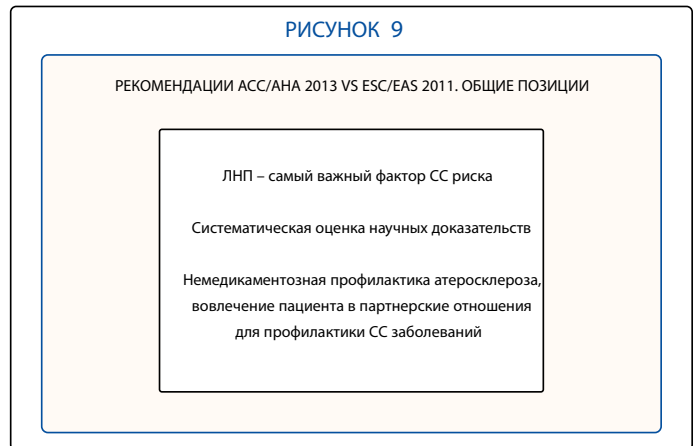 РИСУНОК 9
РЕКОМЕНДАЦИИ ACC/AHA 2013 VS ESC/EAS 2011. ОБЩИЕ ПОЗИЦИИ
ЛНП – самый важный фактор СС риска
Систематическая оценка научных доказательств
Немедикаментозная профилактика атеросклероза,
вовлечение пациента в партнерские отношения
для профилактики СС заболеваний